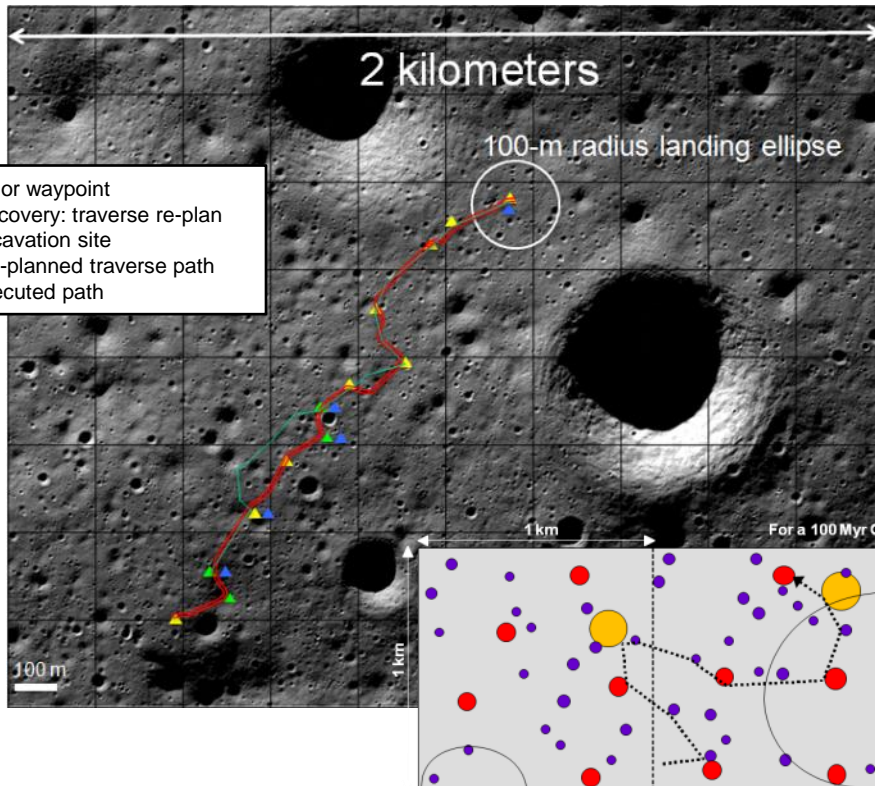 2 kilometers
100-m radius landing ellipse
or waypoint
covery: traverse re-plan
cavation site
-planned traverse path
ecuted path
1 km
For a 100 Myr
1 km
100 m